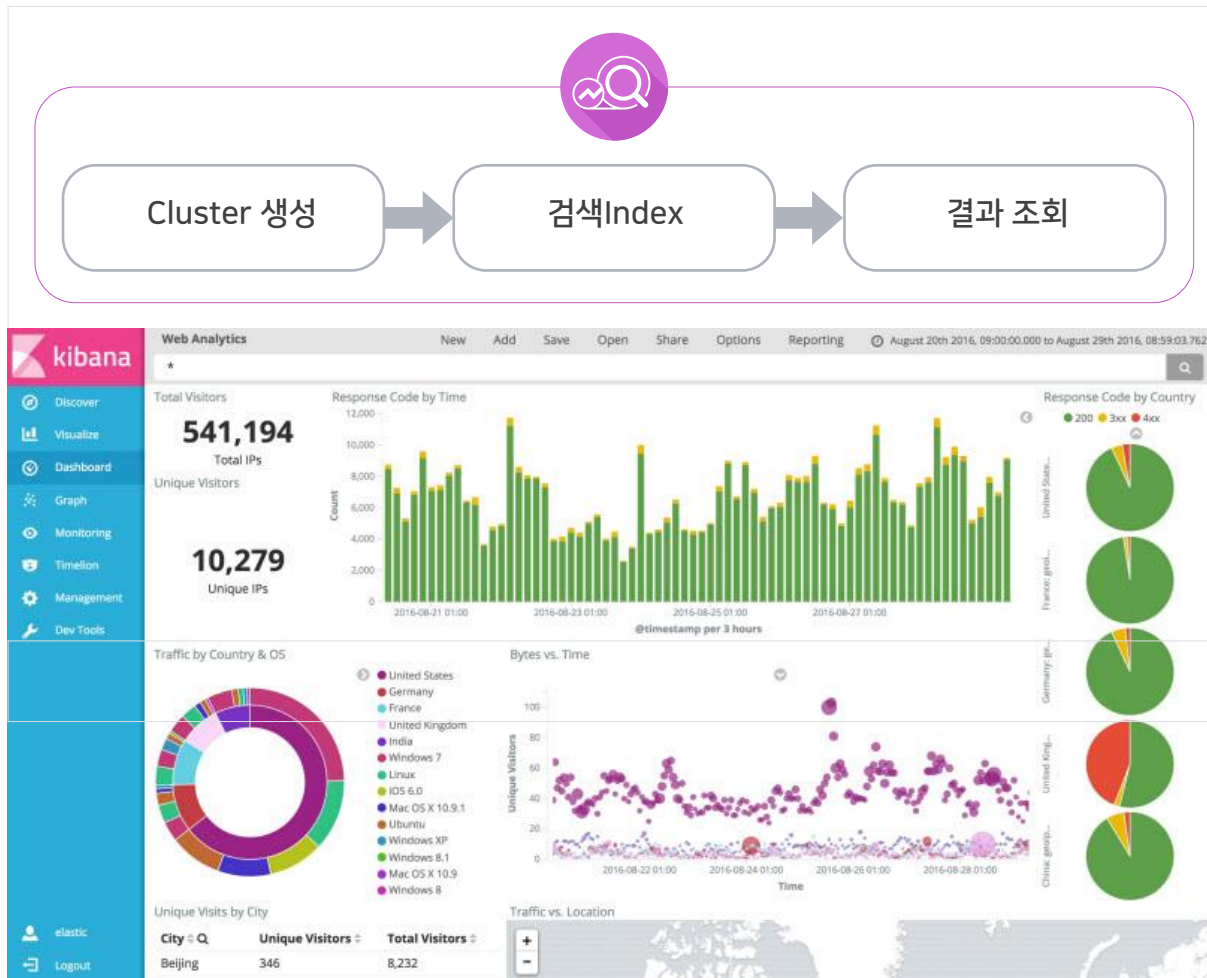 Cluster 생성
검색Index
결과 조회
kibana
Web Analytics
New Add Save Open Share Options Reporting August 20th 2016, 09:00:00.000 to August 29th 2016, 08:59:03.762
*
Discover
Visualize
Dashboard
Graph
Monitoring
Timelion
Management
Dev Tools
elastic
Logout
Total Visitors
541,194
Total IPs
Unique Visitors
10,279
Unique IPs
Response Code by Time
12,000
10,000
8,000
6,000
4,000
2,000
0
Count
2016-08-21 01:00 2016-08-23 01:00 2016-08-25 01:00 2016-08-27 01:00
@timestamp per 3 hours
Response Code by Country
200 3xx 4xx
United State...
France: geoi...
Germany: ge...
United King...
China: geoip...
Traffic by Country & OS
United States
Germany
France
United Kingdom
India
Windows 7
Linux
iOS 6.0
Mac OS X 10.9.1
Ubuntu
Windows XP
Windows 8.1
Mac OS X 10.9
Windows 8
Bytes vs. Time
100
80
60
40
20
0
Unique Visitors
2016-08-22 01:00 2016-08-24 01:00 2016-08-26 01:00 2016-08-28 01:00
Time
Unique Visits by City
City Unique Visitors Total Visitors
Beijing 346 8,232
Traffic vs. Location
+
−